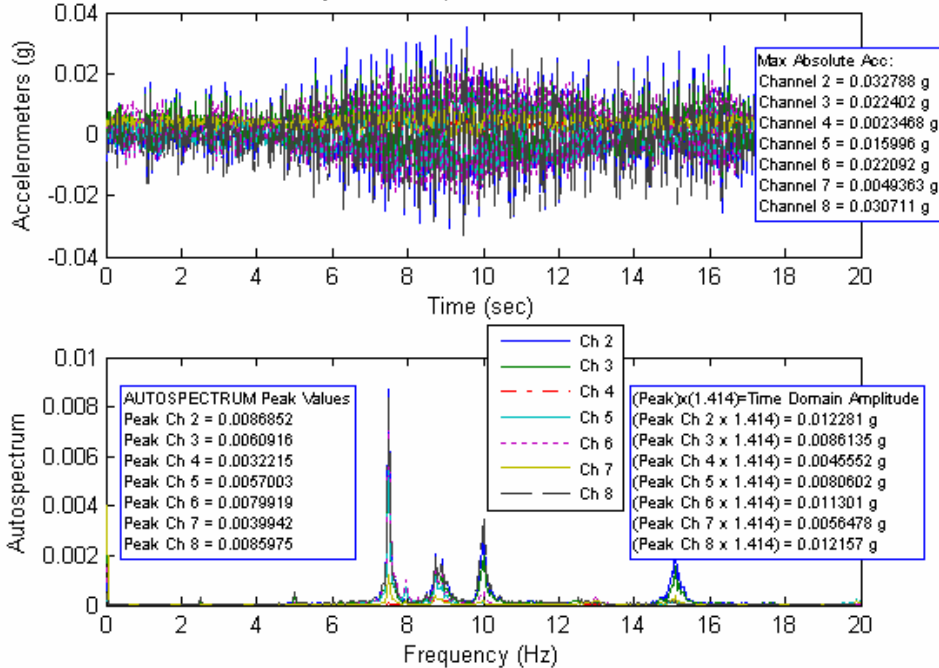 0.04
0.02
0
-0.02
-0.04
Accelerometers (g)
0 2 4 6 8 10 12 14 16 18 20
Time (sec)
Max Absolute Acc:
Channel 2 = 0.032788 g
Channel 3 = 0.022402 g
Channel 4 = 0.0023468 g
Channel 5 = 0.015996 g
Channel 6 = 0.022092 g
Channel 7 = 0.0049363 g
Channel 8 = 0.030711 g
0.01
0.008
0.006
0.004
0.002
0
Autospectrum
AUTOSPECTRUM Peak Values
Peak Ch 2 = 0.0086852
Peak Ch 3 = 0.0060916
Peak Ch 4 = 0.0032215
Peak Ch 5 = 0.0057003
Peak Ch 6 = 0.0079919
Peak Ch 7 = 0.0039942
Peak Ch 8 = 0.0085975
Ch 2
Ch 3
Ch 4
Ch 5
Ch 6
Ch 7
Ch 8
(Peak)x(1.414)=Time Domain Amplitude
(Peak Ch 2 x 1.414) = 0.012281 g
(Peak Ch 3 x 1.414) = 0.0086135 g
(Peak Ch 4 x 1.414) = 0.0045552 g
(Peak Ch 5 x 1.414) = 0.0080602 g
(Peak Ch 6 x 1.414) = 0.011301 g
(Peak Ch 7 x 1.414) = 0.0056478 g
(Peak Ch 8 x 1.414) = 0.012157 g
0 2 4 6 8 10 12 14 16 18 20
Frequency (Hz)